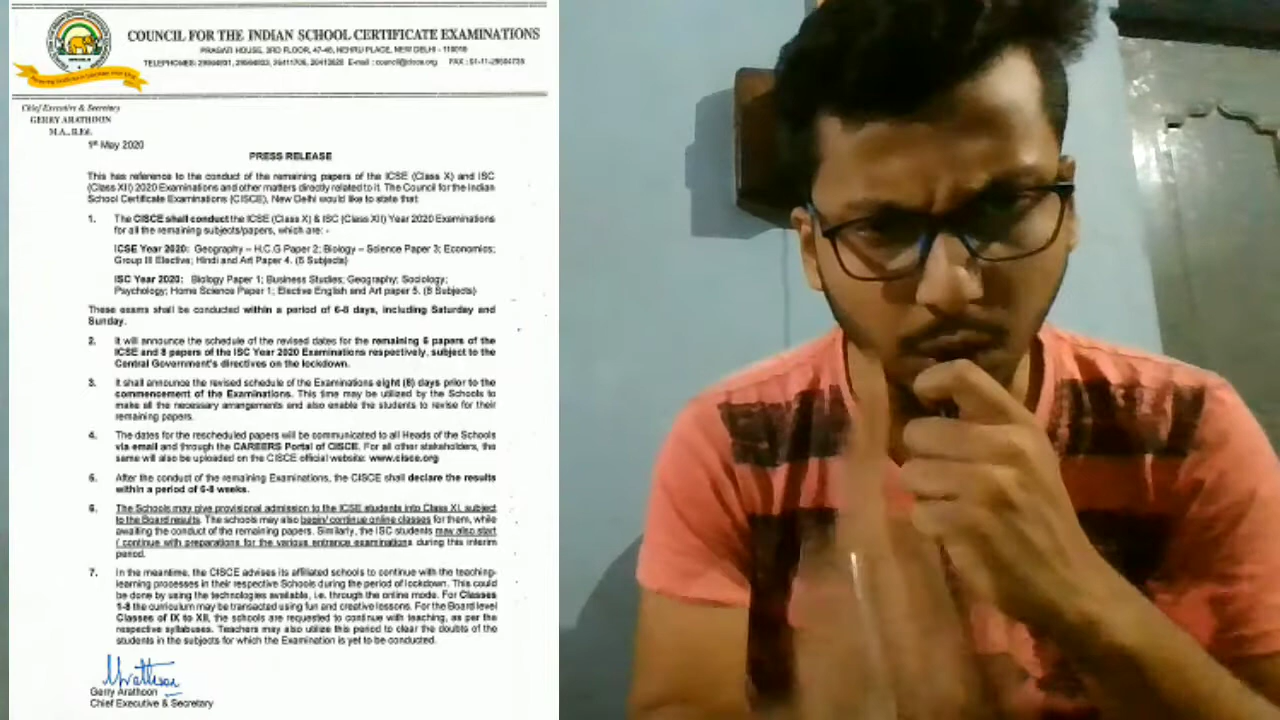 COUNCIL FOR THE INDIAN SCHOOL CERTIFICATE EXAMINATIONS
PRAGATI HOUSE, 3RD FLOOR, 47-48, NEHRU PLACE, NEW DELHI - 110019
TELEPHONES: E-mail : council@cisce.org FAX :
Chief Executive & Secretary
GERRY ARATHOON
M.A., B.Ed.
1st May 2020
PRESS RELEASE
This has reference to the conduct of the remaining papers of the ICSE (Class X) and ISC
(Class XII) 2020 Examinations and other matters directly related to it. The Council for the Indian
School Certificate Examinations (CISCE), New Delhi would like to state that
1. The CISCE shall conduct the ICSE (Class X) & ISC (Class XII) Year 2020 Examinations
for all the remaining subjects/papers, which are: -
ICSE Year 2020: Geography – H.C.G Paper 2; Biology – Science Paper 3; Economics;
Group III Elective; Hindi and Art Paper 4. (6 Subjects)
ISC Year 2020: Biology Paper 1; Business Studies; Geography; Sociology;
Psychology; Home Science Paper 1; Elective English and Art paper 5. (8 Subjects)
These exams shall be conducted within a period of 6-8 days, including Saturday and
Sunday.
2. It will announce the schedule of the revised dates for the remaining 6 papers of the
ICSE and 8 papers of the ISC Year 2020 Examinations respectively, subject to the
Central Government's directives on the lockdown.
3. It shall announce the revised schedule of the Examinations eight (8) days prior to the
commencement of the Examinations. This time may be utilized by the Schools to
make all the necessary arrangements and also enable the students to revise for their
remaining papers.
4. The dates for the rescheduled papers will be communicated to all Heads of the Schools
via email and through the CAREERS Portal of CISCE. For all other stakeholders, the
same will also be uploaded on the CISCE official website: www.cisce.org
5. After the conduct of the remaining Examinations, the CISCE shall declare the results
within a period of 6-8 weeks.
6. The Schools may give provisional admission to the ICSE students into Class XI, subject
to the Board results. The schools may also begin/ continue online classes for them, while
awaiting the conduct of the remaining papers. Similarly, the ISC students may also start
/ continue with preparations for the various entrance examinations during this interim
period.
7. In the meantime, the CISCE advises its affiliated schools to continue with the teaching-
learning processes in their respective Schools during the period of lockdown. This could
be done by using the technologies available, i.e. through the online mode. For Classes
1-8 the curriculum may be transacted using fun and creative lessons. For the Board level
Classes of IX to XII, the schools are requested to continue with teaching, as per the
respective syllabuses. Teachers may also utilize this period to clear the doubts of the
students in the subjects for which the Examination is yet to be conducted.
Gerry Arathoon
Chief Executive & Secretary